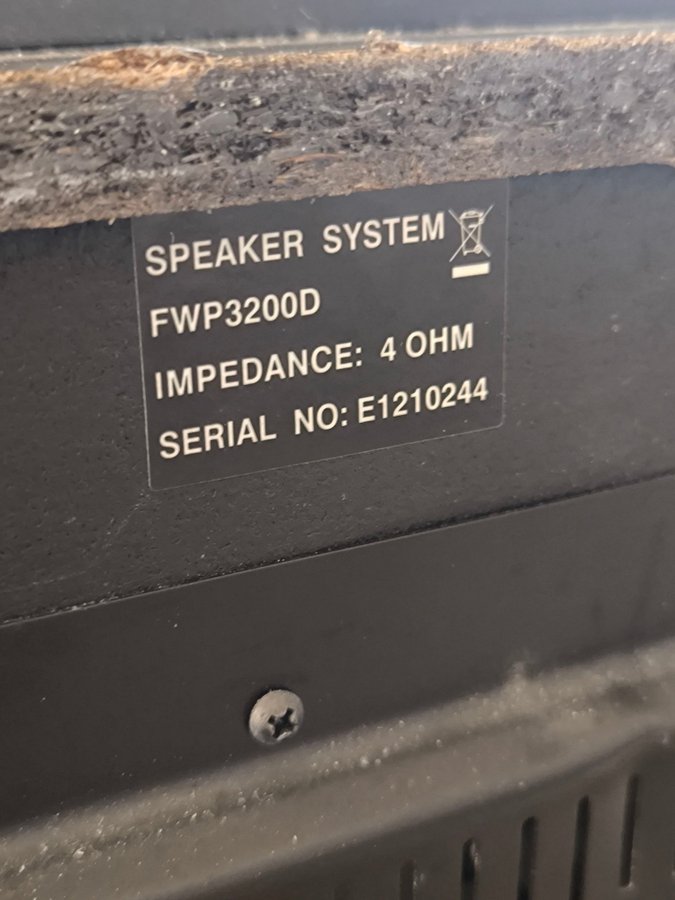 SPEAKER SYSTEM
FWP3200D
IMPEDANCE: 4 OHM
SERIAL NO: E1210244